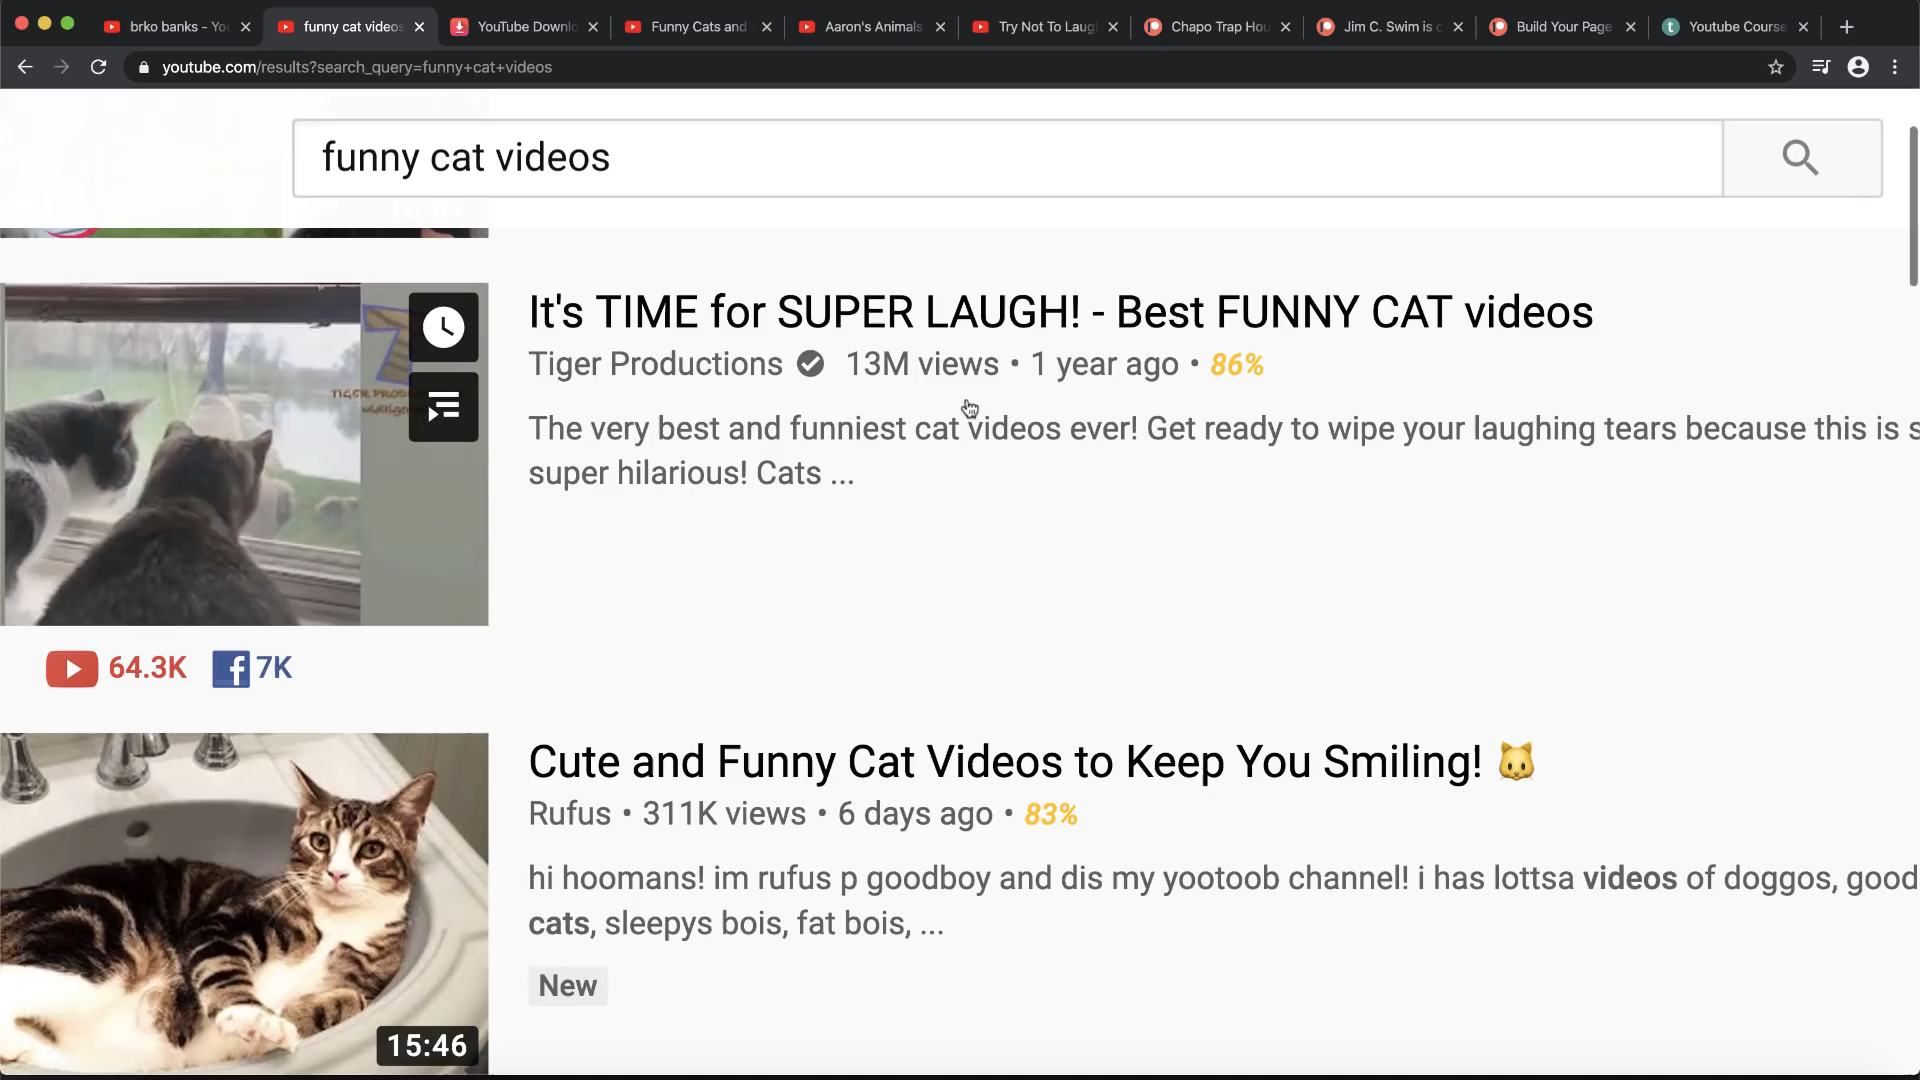 brko banks - Yo
funny cat videos
YouTube Downl
Funny Cats and
Aaron's Animals
Try Not To Laug
Chapo Trap Hou
Jim C. Swim is c
Build Your Page
Youtube Course
youtube.com/results?search_query=funny+cat+videos
funny cat videos
It's TIME for SUPER LAUGH! - Best FUNNY CAT videos
Tiger Productions 13M views • 1 year ago • 86%
The very best and funniest cat videos ever! Get ready to wipe your laughing tears because this is s
super hilarious! Cats ...
64.3K 7K
Cute and Funny Cat Videos to Keep You Smiling! 🐱
Rufus • 311K views • 6 days ago • 83%
hi hoomans! im rufus p goodboy and dis my yootoob channel! i has lottsa videos of doggos, good
cats, sleepys bois, fat bois, ...
New
15:46